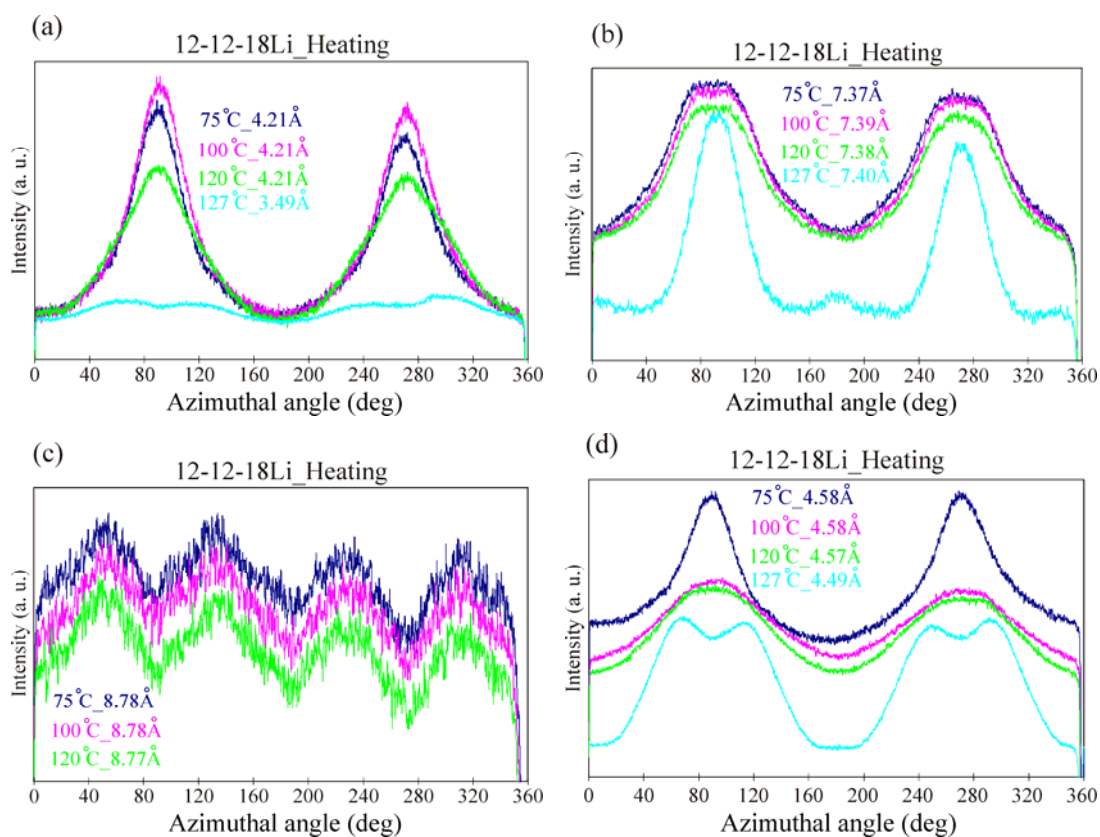 (a)
12-12-18Li_Heating
75°C_4.21Å
100°C_4.21Å
120°C_4.21Å
127°C_3.49Å
Intensity (a. u.)
0 40 80 120 160 200 240 280 320 360
Azimuthal angle (deg)
(b)
12-12-18Li_Heating
75°C_7.37Å
100°C_7.39Å
120°C_7.38Å
127°C_7.40Å
Intensity (a. u.)
0 40 80 120 160 200 240 280 320 360
Azimuthal angle (deg)
(c)
12-12-18Li_Heating
75°C_8.78Å
100°C_8.78Å
120°C_8.77Å
Intensity (a. u.)
0 40 80 120 160 200 240 280 320 360
Azimuthal angle (deg)
(d)
12-12-18Li_Heating
75°C_4.58Å
100°C_4.58Å
120°C_4.57Å
127°C_4.49Å
Intensity (a. u.)
0 40 80 120 160 200 240 280 320 360
Azimuthal angle (deg)